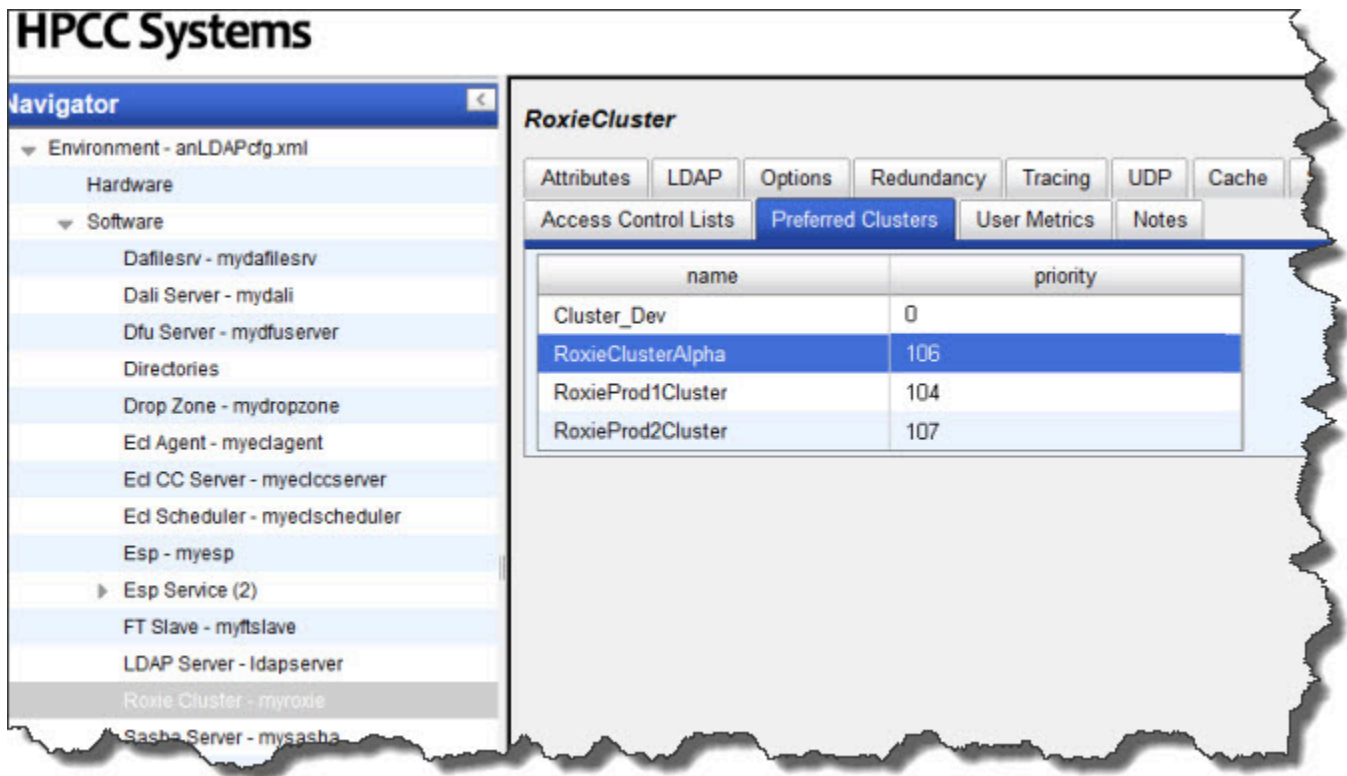 HPCC Systems
Navigator
Environment - anLDAPcfg.xml
Hardware
Software
Dafilesrv - mydafilesrv
Dali Server - mydali
Dfu Server - mydfuserver
Directories
Drop Zone - mydropzone
Ecl Agent - myeclagent
Ecl CC Server - myeclccserver
Ecl Scheduler - myeclscheduler
Esp - myesp
Esp Service (2)
FT Slave - myftslave
LDAP Server - ldapserver
Roxie Cluster - myroxie
Sasha Server - mysasha
RoxieCluster
Attributes LDAP Options Redundancy Tracing UDP Cache
Access Control Lists Preferred Clusters User Metrics Notes
name priority
Cluster_Dev 0
RoxieClusterAlpha 106
RoxieProd1Cluster 104
RoxieProd2Cluster 107